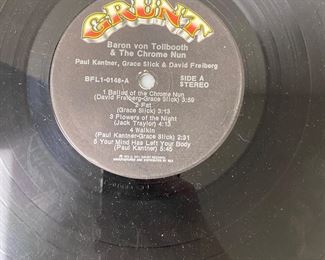 GRUNT
Baron von Tollbooth
& The Chrome Nun
Paul Kantner, Grace Slick & David Freiberg
BFL1-0148-A
SIDE A
STEREO
1 Ballad of the Chrome Nun
(David Freiberg-Grace Slick) 3:59
2 Fat
(Grace Slick) 3:13
3 Flowers of the Night
(Jack Traylor) 4:13
4 Walkin
(Paul Kantner-Grace Slick) 2:31
5 Your Mind Has Left Your Body
(Paul Kantner) 5:45